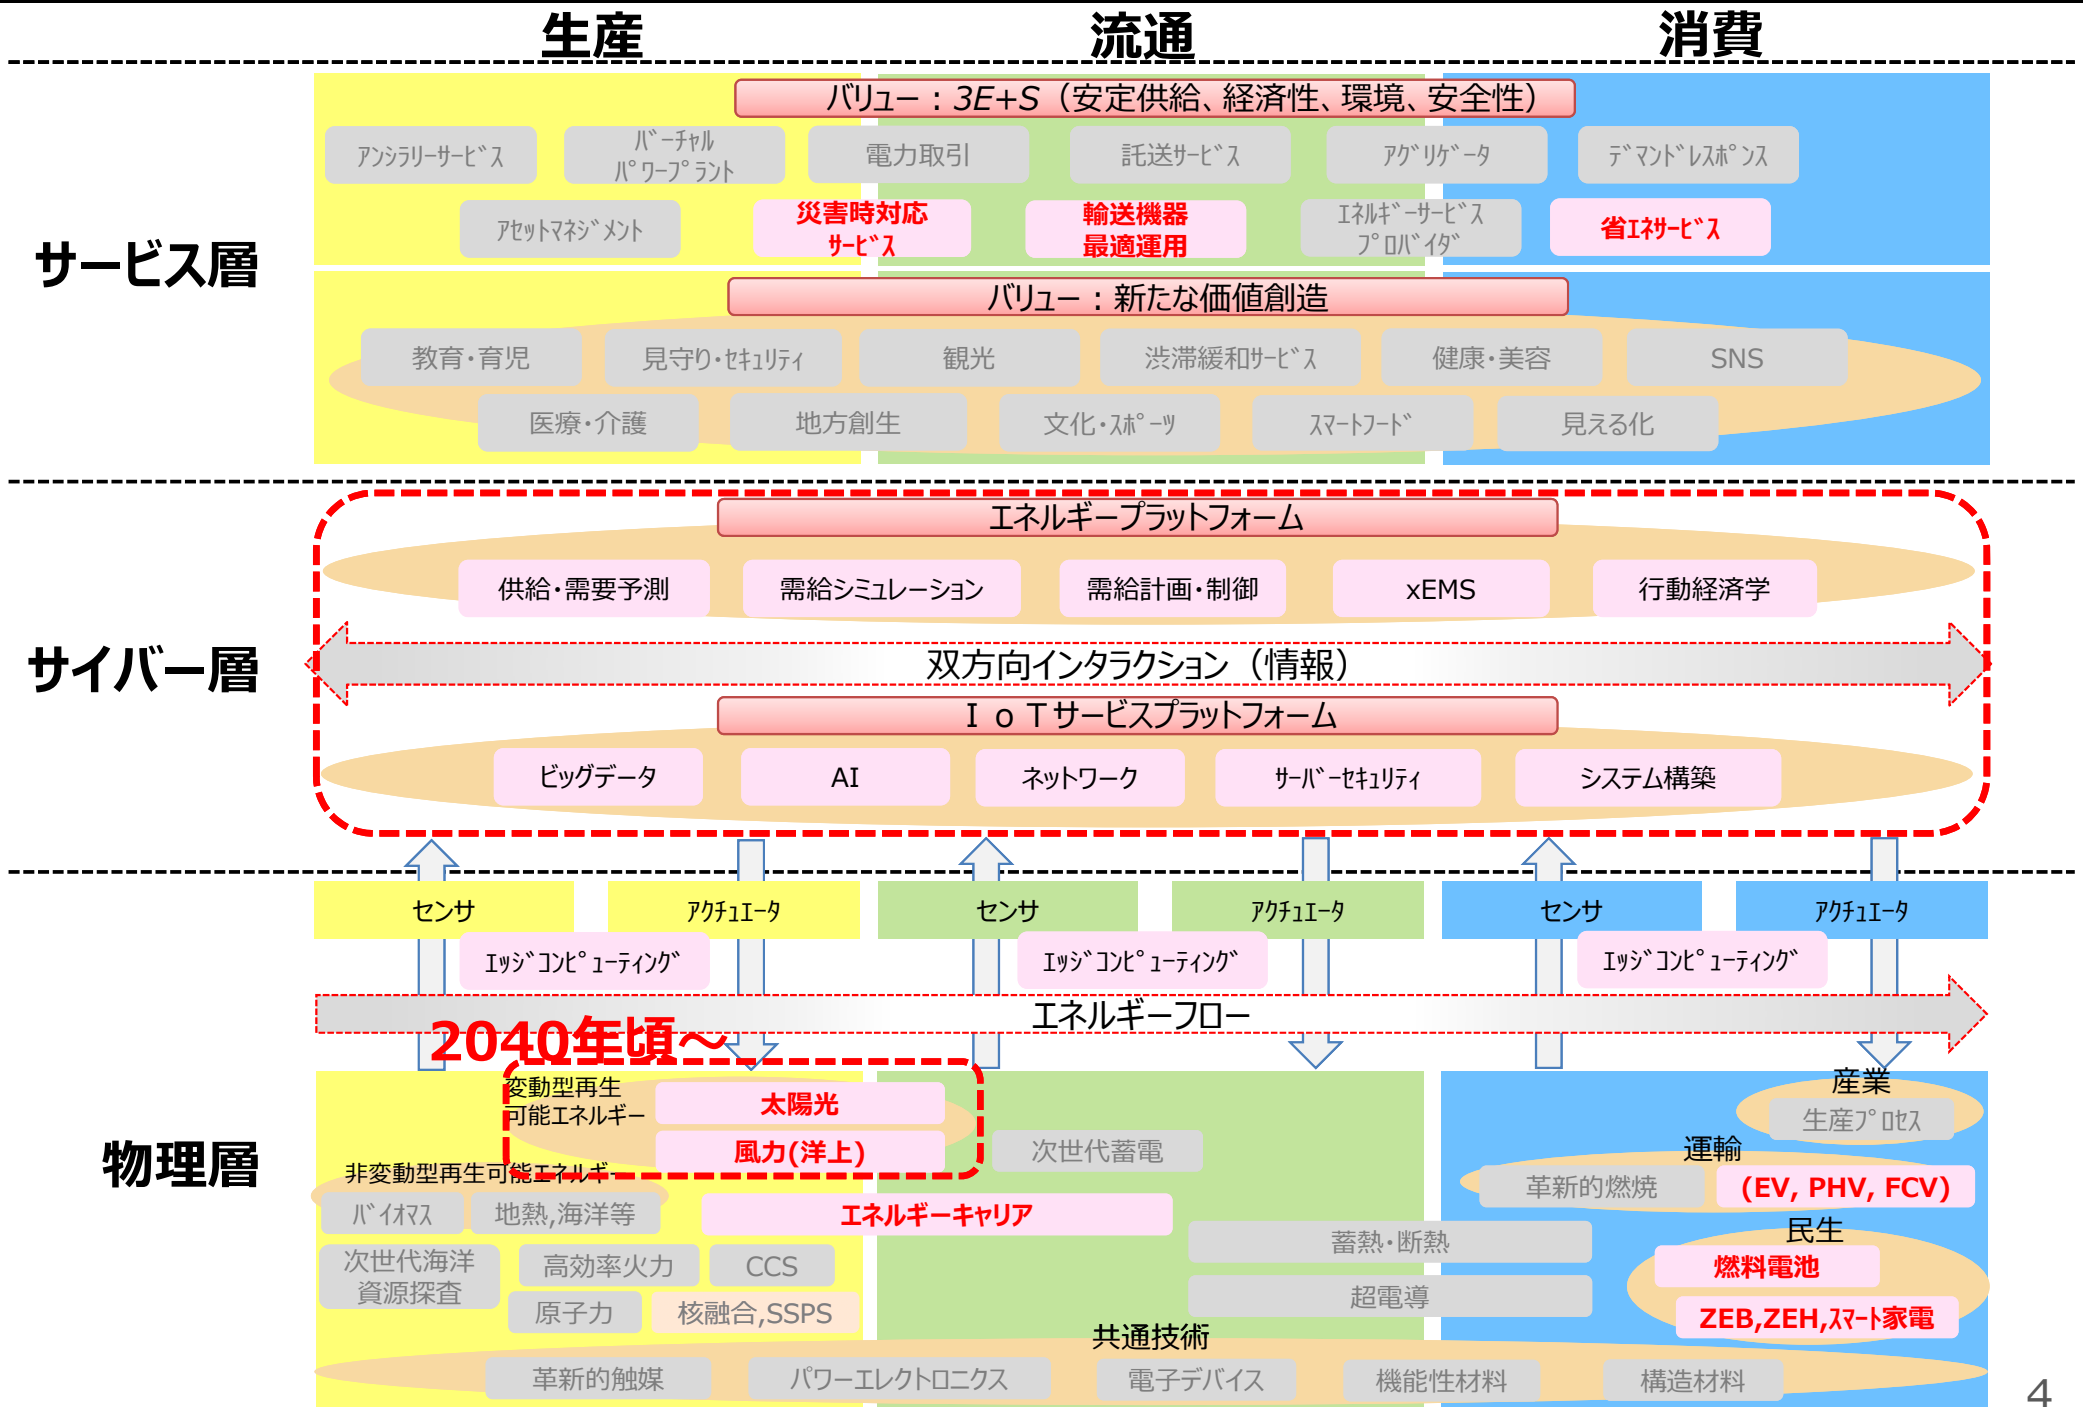 生産
流通
消費
サービス層
バリュー：3E+S（安定供給、経済性、環境、安全性）
ｱﾝｼﾗﾘｰｻｰﾋﾞｽ
ﾊﾞｰﾁｬﾙ
ﾊﾟﾜｰﾌﾟﾗﾝﾄ
電力取引
託送ｻｰﾋﾞｽ
ｱｸﾞﾘｹﾞｰﾀ
ﾃﾞﾏﾝﾄﾞﾚｽﾎﾟﾝｽ
ｱｾｯﾄﾏﾈｼﾞﾒﾝﾄ
災害時対応
ｻｰﾋﾞｽ
輸送機器
最適運用
ｴﾈﾙｷﾞｰｻｰﾋﾞｽ
ﾌﾟﾛﾊﾞｲﾀﾞ
省ｴﾈｻｰﾋﾞｽ
バリュー：新たな価値創造
教育･育児
見守り･ｾｷｭﾘﾃｨ
観光
渋滞緩和ｻｰﾋﾞｽ
健康･美容
SNS
医療･介護
地方創生
文化･ｽﾎﾟｰﾂ
ｽﾏｰﾄﾌｰﾄﾞ
見える化
サイバー層
エネルギープラットフォーム
供給･需要予測
需給シミュレーション
需給計画･制御
xEMS
行動経済学
双方向インタラクション（情報）
ＩｏＴサービスプラットフォーム
ビッグデータ
AI
ネットワーク
ｻｰﾊﾞｰｾｷｭﾘﾃｨ
システム構築
物理層
センサ
ｱｸﾁｭｴｰﾀ
センサ
ｱｸﾁｭｴｰﾀ
センサ
ｱｸﾁｭｴｰﾀ
ｴｯｼﾞｺﾝﾋﾟｭｰﾃｨﾝｸﾞ
ｴｯｼﾞｺﾝﾋﾟｭｰﾃｨﾝｸﾞ
ｴｯｼﾞｺﾝﾋﾟｭｰﾃｨﾝｸﾞ
エネルギーフロー
2040年頃～
変動型再生
可能エネルギー
太陽光
風力(洋上)
次世代蓄電
産業
生産ﾌﾟﾛｾｽ
運輸
革新的燃焼
(EV, PHV, FCV)
非変動型再生可能エネルギー
ﾊﾞｲｵﾏｽ
地熱,海洋等
エネルギーキャリア
蓄熱･断熱
民生
燃料電池
次世代海洋
資源探査
高効率火力
CCS
超電導
原子力
核融合,SSPS
ZEB,ZEH,ｽﾏｰﾄ家電
共通技術
革新的触媒
パワーエレクトロニクス
電子デバイス
機能性材料
構造材料
4